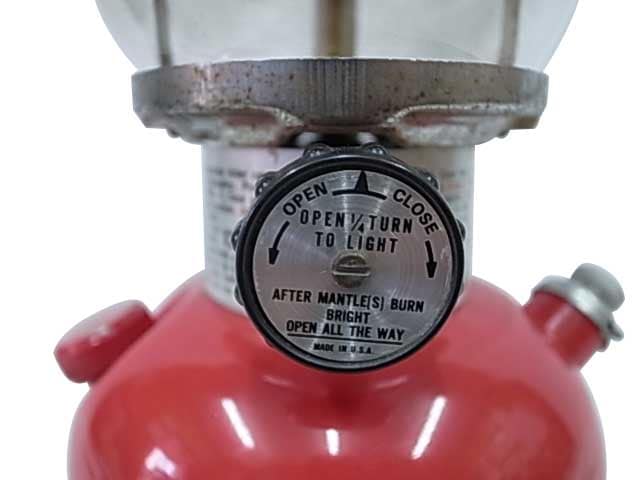 OPEN CLOSE
OPEN 1/4 TURN
TO LIGHT
AFTER MANTLE(S) BURN
BRIGHT
OPEN ALL THE WAY
MADE IN U.S.A.